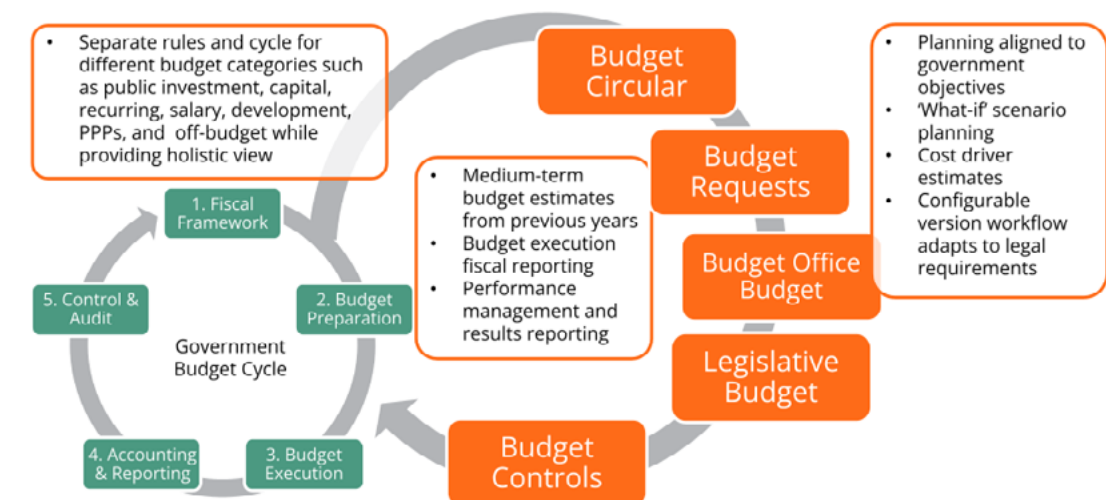 • Separate rules and cycle for
different budget categories such
as public investment, capital,
recurring, salary, development,
PPPs, and off-budget while
providing holistic view
Budget
Circular
Budget
Requests
Budget Office
Budget
Legislative
Budget
Budget
Controls
• Planning aligned to
government
objectives
• ‘What-if’ scenario
planning
• Cost driver
estimates
• Configurable
version workflow
adapts to legal
requirements
• Medium-term
budget estimates
from previous years
• Budget execution
fiscal reporting
• Performance
management and
results reporting
1. Fiscal
Framework
2. Budget
Preparation
3. Budget
Execution
4. Accounting
& Reporting
5. Control &
Audit
Government
Budget Cycle